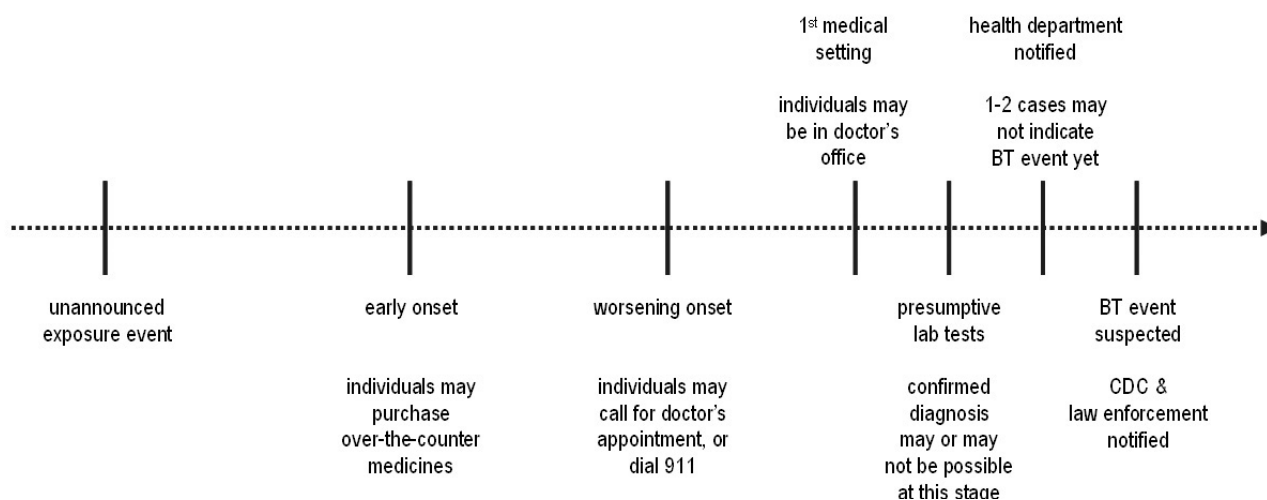 1st medical
setting
individuals may
be in doctor's
office
health department
notified
1-2 cases may
not indicate
BT event yet
unannounced
exposure event
early onset
individuals may
purchase
over-the-counter
medicines
worsening onset
individuals may
call for doctor's
appointment, or
dial 911
presumptive
lab tests
confirmed
diagnosis
may or may
not be possible
at this stage
BT event
suspected
CDC &
law enforcement
notified